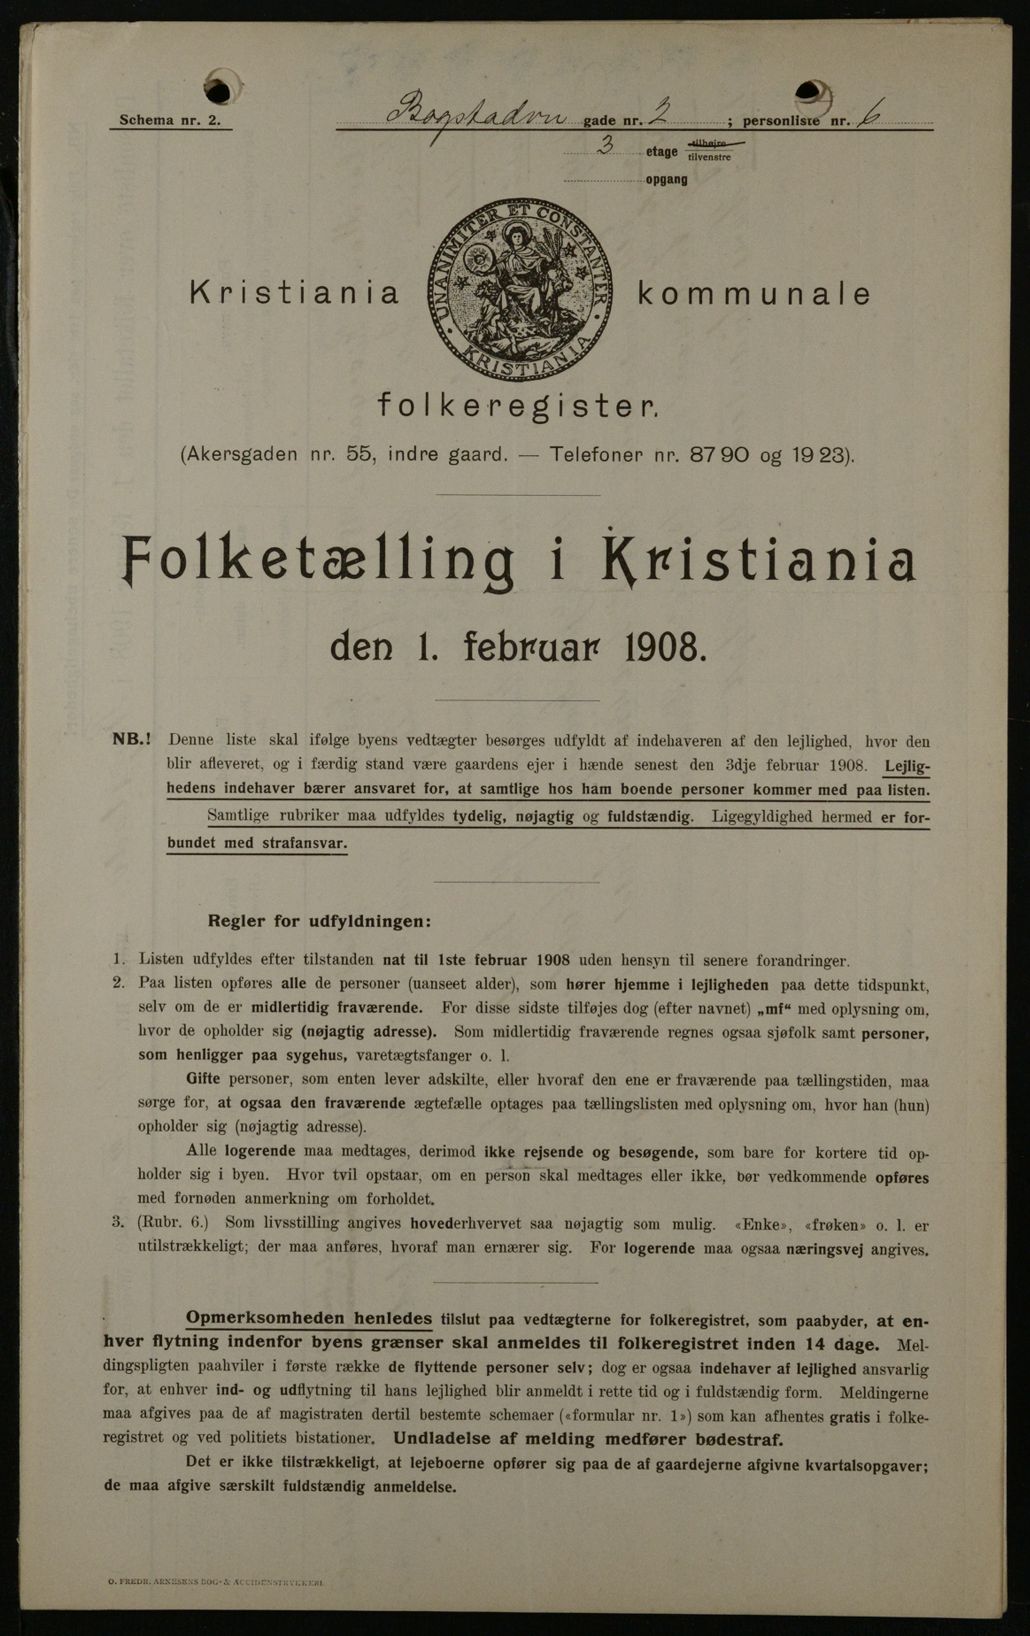 Schema nr. 2.
Bogstadvn gade nr. 2 ; personliste nr. 6
3 etage tilhøire
tilvenstre
opgang
UNANIMITER ET CONSTANTER
KRISTIANIA
Kristiania kommunale
folkeregister.
(Akersgaden nr. 55, indre gaard. — Telefoner nr. 87 90 og 19 23).
Folketælling i Kristiania
den 1. februar 1908.
NB.! Denne liste skal ifølge byens vedtægter besørges udfyldt af indehaveren af den lejlighed, hvor den
blir afleveret, og i færdig stand være gaardens ejer i hænde senest den 3dje februar 1908. Lejlig-
hedens indehaver bærer ansvaret for, at samtlige hos ham boende personer kommer med paa listen.
Samtlige rubriker maa udfyldes tydelig, nøjagtig og fuldstændig. Ligegyldighed hermed er for-
bundet med strafansvar.
Regler for udfyldningen:
1. Listen udfyldes efter tilstanden nat til 1ste februar 1908 uden hensyn til senere forandringer.
2. Paa listen opføres alle de personer (uanseet alder), som hører hjemme i lejligheden paa dette tidspunkt,
selv om de er midlertidig fraværende. For disse sidste tilføjes dog (efter navnet) „mf“ med oplysning om,
hvor de opholder sig (nøjagtig adresse). Som midlertidig fraværende regnes ogsaa sjøfolk samt personer,
som henligger paa sygehus, varetægtsfanger o. l.
Gifte personer, som enten lever adskilte, eller hvoraf den ene er fraværende paa tællingstiden, maa
sørge for, at ogsaa den fraværende ægtefælle optages paa tællingslisten med oplysning om, hvor han (hun)
opholder sig (nøjagtig adresse).
Alle logerende maa medtages, derimod ikke rejsende og besøgende, som bare for kortere tid op-
holder sig i byen. Hvor tvil opstaar, om en person skal medtages eller ikke, bør vedkommende opføres
med fornøden anmerkning om forholdet.
3. (Rubr. 6.) Som livsstilling angives hovederhvervet saa nøjagtig som mulig. «Enke», «frøken» o. l. er
utilstrækkeligt; der maa anføres, hvoraf man ernærer sig. For logerende maa ogsaa næringsvej angives.
Opmerksomheden henledes tilslut paa vedtægterne for folkeregistret, som paabyder, at en-
hver flytning indenfor byens grænser skal anmeldes til folkeregistret inden 14 dage. Mel-
dingspligten paahviler i første række de flyttende personer selv; dog er ogsaa indehaver af lejlighed ansvarlig
for, at enhver ind- og udflytning til hans lejlighed blir anmeldt i rette tid og i fuldstændig form. Meldingerne
maa afgives paa de af magistraten dertil bestemte schemaer («formular nr. 1») som kan afhentes gratis i folke-
registret og ved politiets bistationer. Undladelse af melding medfører bødestraf.
Det er ikke tilstrækkeligt, at lejeboerne opfører sig paa de af gaardejerne afgivne kvartalsopgaver;
de maa afgive særskilt fuldstændig anmeldelse.
O. FREDR. ARNESENS BOG- & ACCIDENSTRYKKERI.